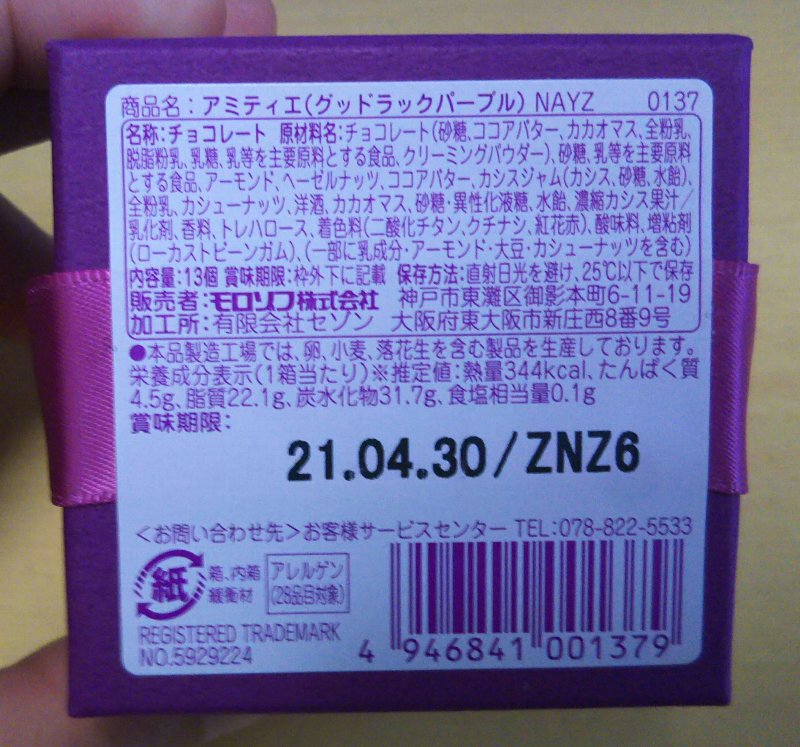 商品名：アミティエ(グッドラックパープル) NAYZ 0137
名称：チョコレート 原材料名：チョコレート(砂糖、ココアバター、カカオマス、全粉乳、
脱脂粉乳、乳糖、乳等を主要原料とする食品、クリーミングパウダー)、砂糖、乳等を主要原料
とする食品、アーモンド、ヘーゼルナッツ、ココアバター、カシスジャム(カシス、砂糖、水飴)、
全粉乳、カシューナッツ、洋酒、カカオマス、砂糖・異性化液糖、水飴、濃縮カシス果汁／
乳化剤、香料、トレハロース、着色料(二酸化チタン、クチナシ、紅花赤)、酸味料、増粘剤
(ローカストビーンガム)、(一部に乳成分・アーモンド・大豆・カシューナッツを含む)
内容量：13個 賞味期限：枠外下に記載 保存方法：直射日光を避け、25℃以下で保存
販売者：モロゾフ株式会社 神戸市東灘区御影本町6-11-19
加工所：有限会社セゾン 大阪府東大阪市新庄西8番9号
●本品製造工場では、卵、小麦、落花生を含む製品を生産しております。
栄養成分表示(1箱当たり)※推定値：熱量344kcal、たんぱく質
4.5g、脂質22.1g、炭水化物31.7g、食塩相当量0.1g
賞味期限：
21.04.30/ZNZ6
＜お問い合わせ先＞お客様サービスセンター TEL：078-822-5533
紙
箱、内箱
緩衝材
アレルゲン
(28品目対象)
REGISTERED TRADEMARK
NO.5929224
4 946841 001379